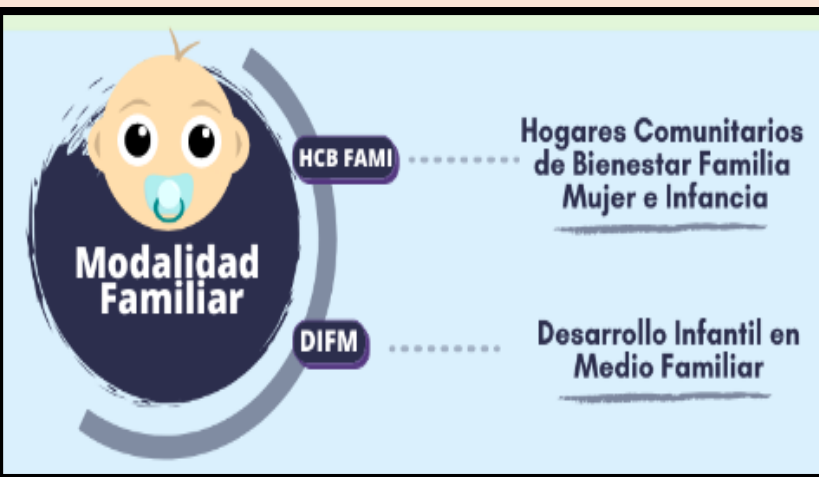 Modalidad
Familiar
HCB FAMI
Hogares Comunitarios
de Bienestar Familia
Mujer e Infancia
DIFM
Desarrollo Infantil en
Medio Familiar